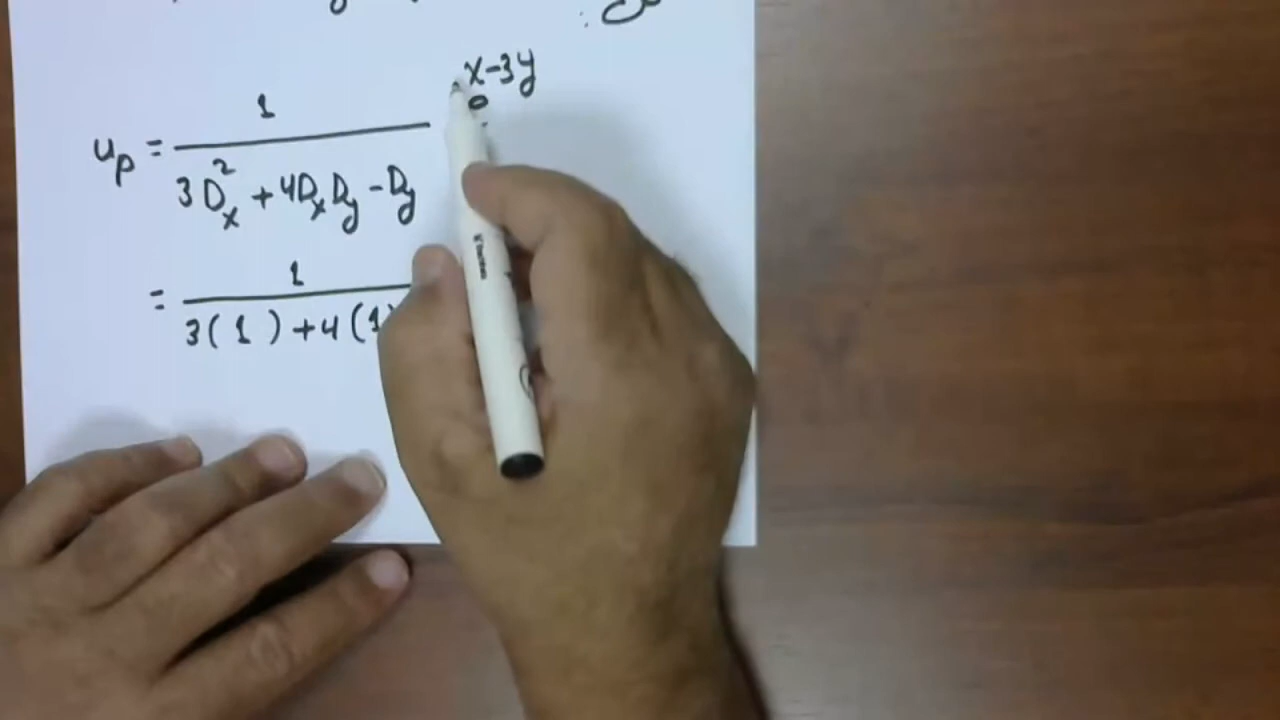 x-3y
u_p = 1 / (3D_x^2 + 4D_xD_y - D_y)
= 1 / (3( 1 ) + 4(1